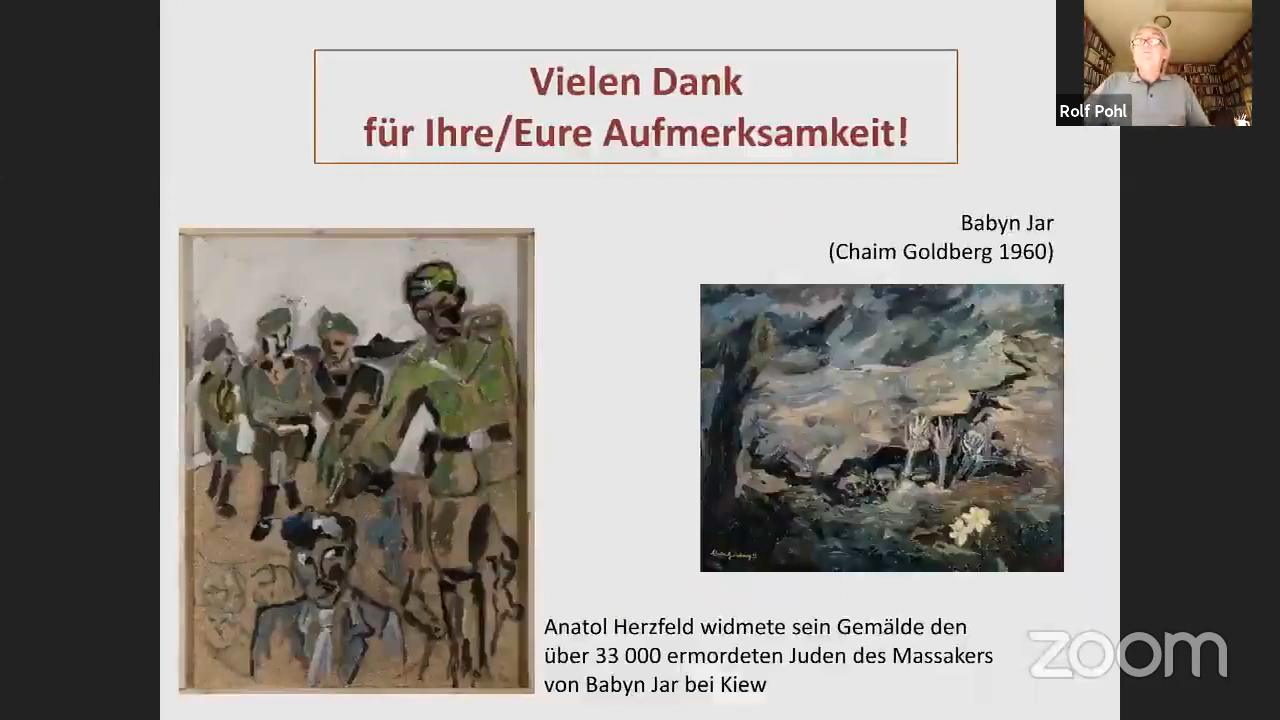 Vielen Dank
für Ihre/Eure Aufmerksamkeit!
Rolf Pohl
Babyn Jar
(Chaim Goldberg 1960)
Anatol Herzfeld widmete sein Gemälde den
über 33 000 ermordeten Juden des Massakers
von Babyn Jar bei Kiew
zoom